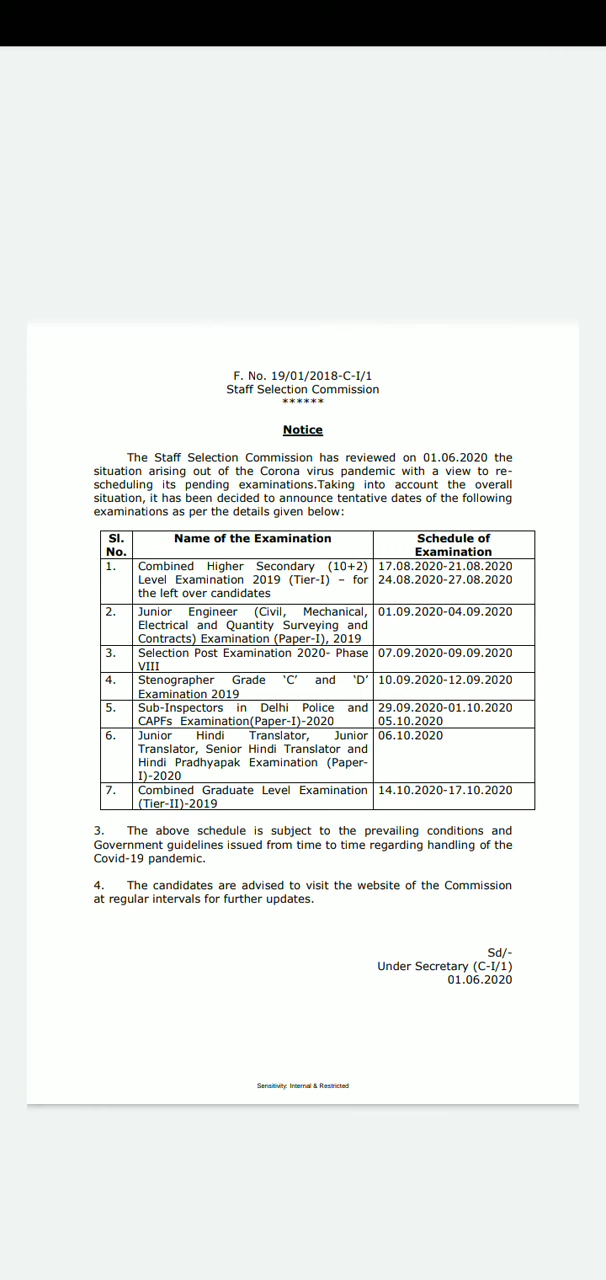 F. No. 19/01/2018-C-I/1
Staff Selection Commission
******
Notice
The Staff Selection Commission has reviewed on 01.06.2020 the
situation arising out of the Corona virus pandemic with a view to re-
scheduling its pending examinations.Taking into account the overall
situation, it has been decided to announce tentative dates of the following
examinations as per the details given below:
Sl. No. Name of the Examination Schedule of Examination
1. Combined Higher Secondary (10+2) 17.08.2020-21.08.2020
Level Examination 2019 (Tier-I) – for 24.08.2020-27.08.2020
the left over candidates
2. Junior Engineer (Civil, Mechanical, 01.09.2020-04.09.2020
Electrical and Quantity Surveying and
Contracts) Examination (Paper-I), 2019
3. Selection Post Examination 2020- Phase 07.09.2020-09.09.2020
VIII
4. Stenographer Grade ‘C’ and ‘D’ 10.09.2020-12.09.2020
Examination 2019
5. Sub-Inspectors in Delhi Police and 29.09.2020-01.10.2020
CAPFs Examination(Paper-I)-2020 05.10.2020
6. Junior Hindi Translator, Junior 06.10.2020
Translator, Senior Hindi Translator and
Hindi Pradhyapak Examination (Paper-
I)-2020
7. Combined Graduate Level Examination 14.10.2020-17.10.2020
(Tier-II)-2019
3. The above schedule is subject to the prevailing conditions and
Government guidelines issued from time to time regarding handling of the
Covid-19 pandemic.
4. The candidates are advised to visit the website of the Commission
at regular intervals for further updates.
Sd/-
Under Secretary (C-I/1)
01.06.2020
Sensitivity: Internal & Restricted